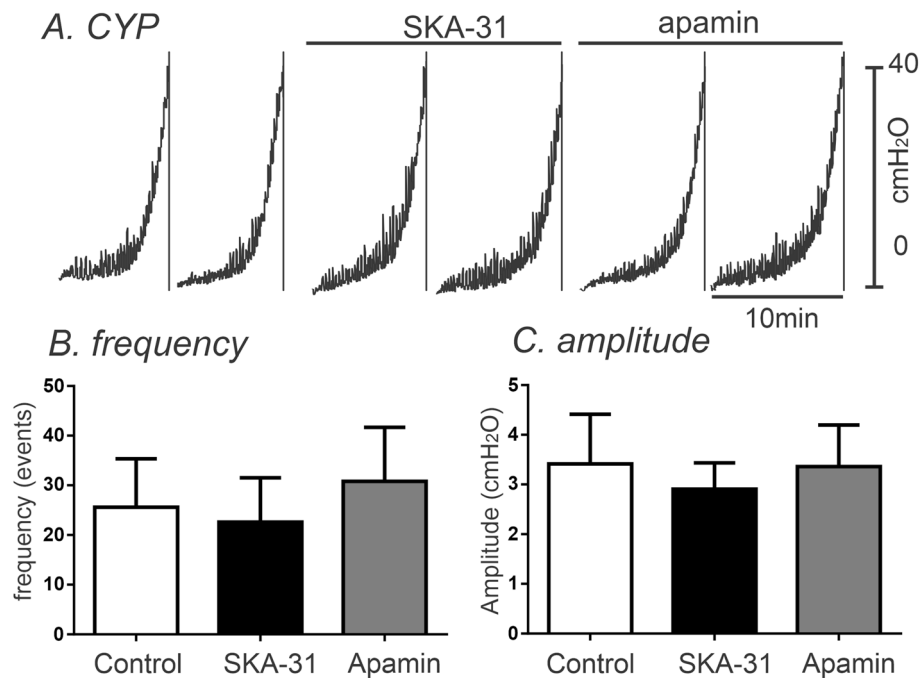 A. CYP
SKA-31
apamin
40
cmH2O
0
10min
B. frequency
frequency (events)
50
40
30
20
10
0
Control
SKA-31
Apamin
C. amplitude
Amplitude (cmH2O)
5
4
3
2
1
0
Control
SKA-31
Apamin